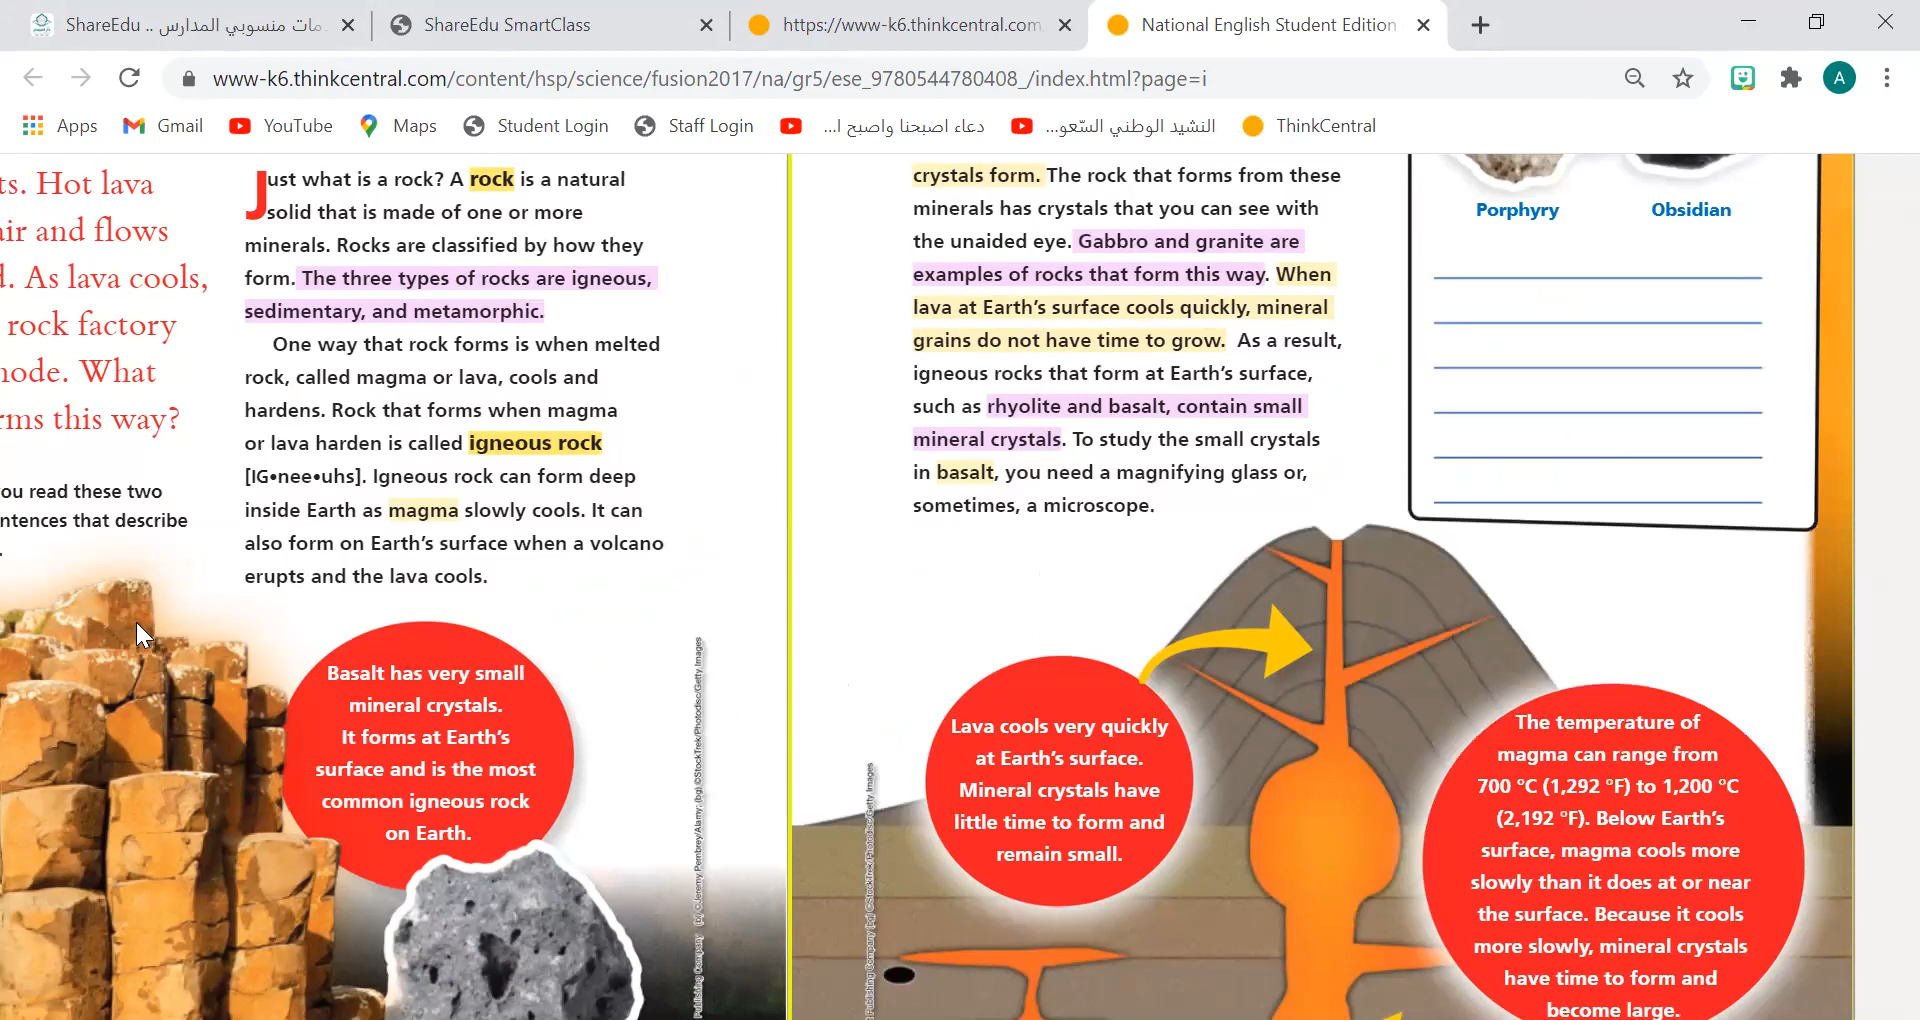 ShareEdu .. مات منسوبي المدارس
ShareEdu SmartClass
https://www-k6.thinkcentral.com
National English Student Edition
www-k6.thinkcentral.com/content/hsp/science/fusion2017/na/gr5/ese_9780544780408_/index.html?page=i
A
Apps
Gmail
YouTube
Maps
Student Login
Staff Login
دعاء اصبحنا واصبح ا...
النشيد الوطني السّعو...
ThinkCentral
ts. Hot lava
air and flows
d. As lava cools,
rock factory
node. What
rms this way?
ou read these two
ntences that describe
.
Just what is a rock? A rock is a natural
solid that is made of one or more
minerals. Rocks are classified by how they
form. The three types of rocks are igneous,
sedimentary, and metamorphic.
One way that rock forms is when melted
rock, called magma or lava, cools and
hardens. Rock that forms when magma
or lava harden is called igneous rock
[IG•nee•uhs]. Igneous rock can form deep
inside Earth as magma slowly cools. It can
also form on Earth's surface when a volcano
erupts and the lava cools.
Basalt has very small
mineral crystals.
It forms at Earth's
surface and is the most
common igneous rock
on Earth.
crystals form. The rock that forms from these
minerals has crystals that you can see with
the unaided eye. Gabbro and granite are
examples of rocks that form this way. When
lava at Earth's surface cools quickly, mineral
grains do not have time to grow. As a result,
igneous rocks that form at Earth's surface,
such as rhyolite and basalt, contain small
mineral crystals. To study the small crystals
in basalt, you need a magnifying glass or,
sometimes, a microscope.
Porphyry
Obsidian
Lava cools very quickly
at Earth's surface.
Mineral crystals have
little time to form and
remain small.
The temperature of
magma can range from
700 °C (1,292 °F) to 1,200 °C
(2,192 °F). Below Earth's
surface, magma cools more
slowly than it does at or near
the surface. Because it cools
more slowly, mineral crystals
have time to form and
become large.